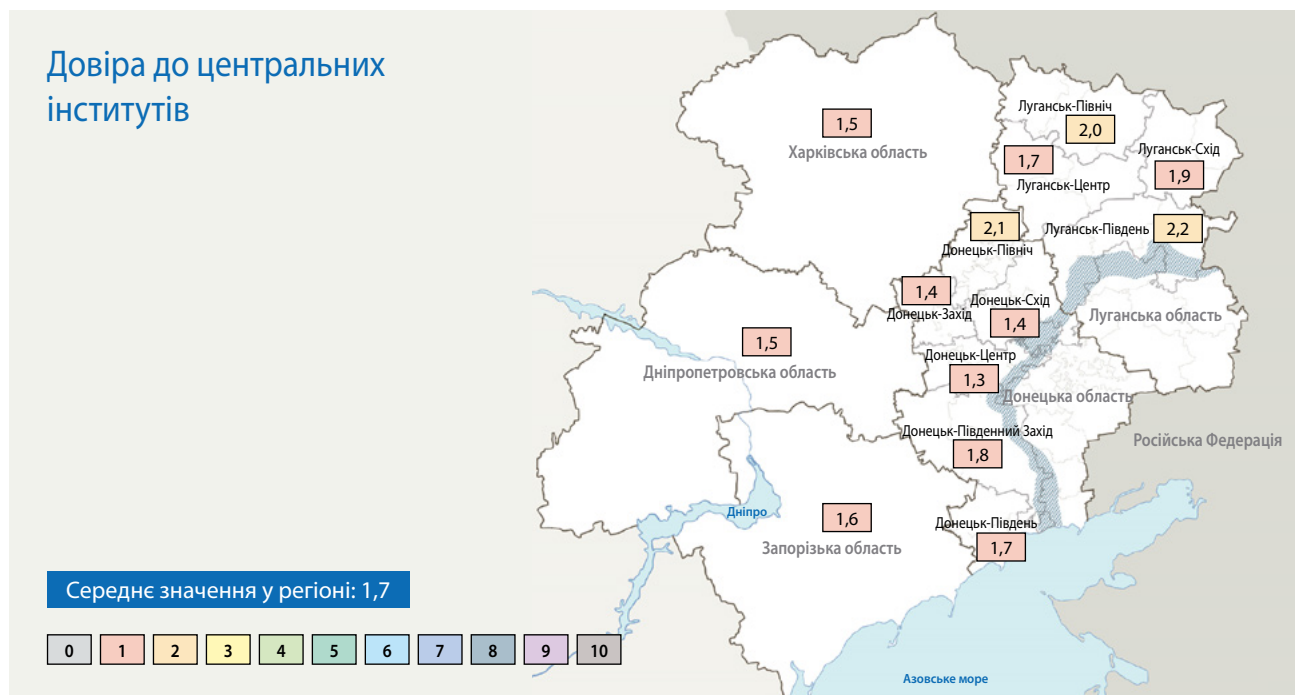 Довіра до центральних
інститутів
Луганськ-Північ
2,0
1,5
Харківська область
1,7
Луганськ-Центр
Луганськ-Схід
1,9
2,1
Донецьк-Північ
Луганськ-Південь
2,2
1,4
Донецьк-Захід
Донецьк-Схід
1,4
Луганська область
1,5
Дніпропетровська область
Донецьк-Центр
1,3
Донецька область
Донецьк-Південний Захід
1,8
Російська Федерація
Дніпро
1,6
Запорізька область
Донецьк-Південь
1,7
Середнє значення у регіоні: 1,7
0 1 2 3 4 5 6 7 8 9 10
Азовське море